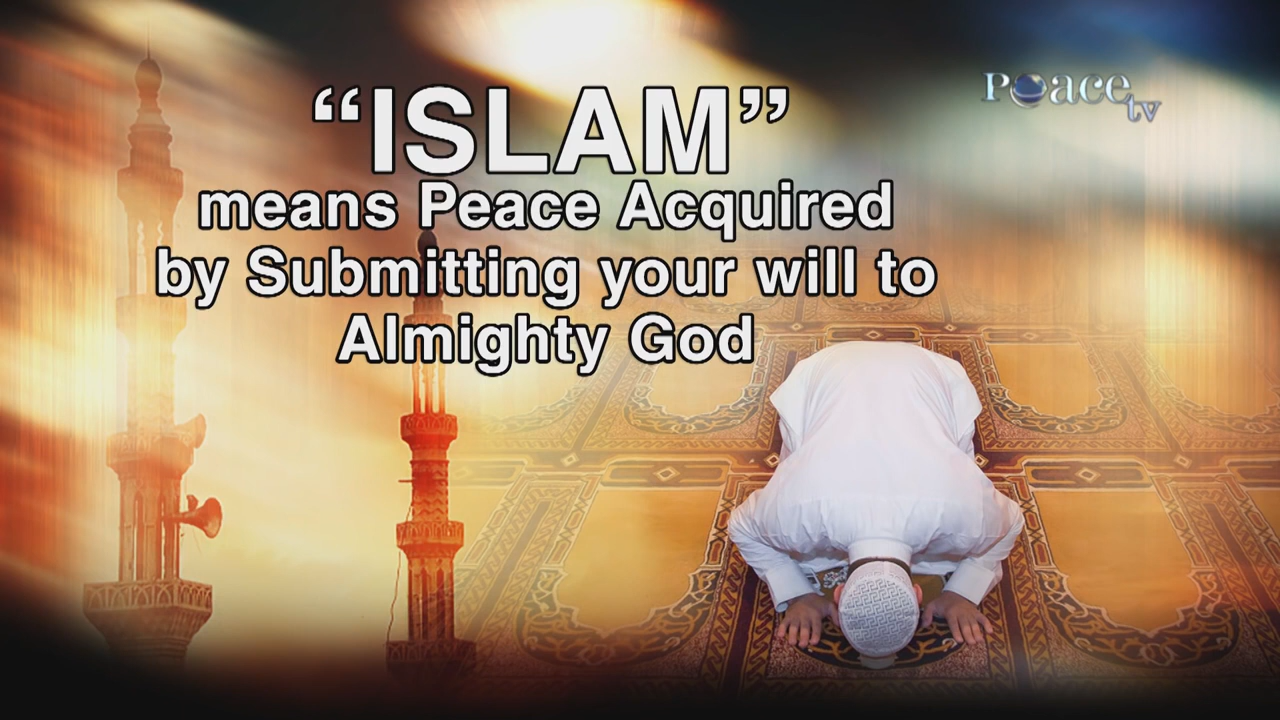 “ISLAM”
Peace tv
means Peace Acquired
by Submitting your will to
Almighty God